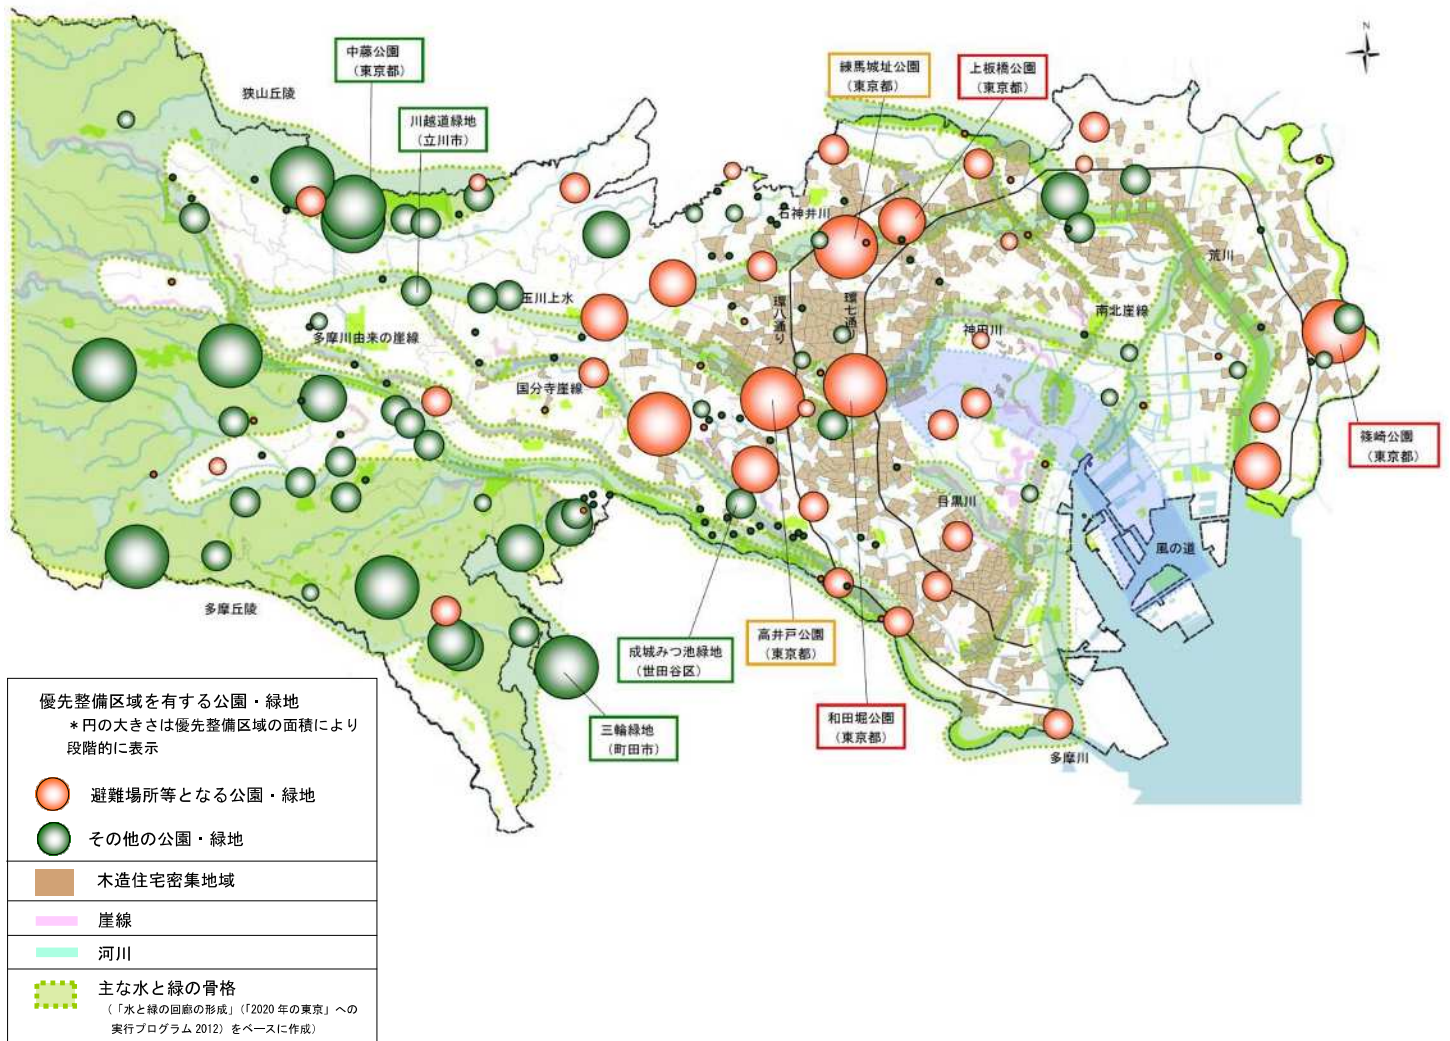 N
中藤公園
（東京都）
狭山丘陵
川越道緑地
（立川市）
練馬城址公園
（東京都）
上板橋公園
（東京都）
石神井川
荒川
玉川上水
環八通り
環七通り
南北崖線
神田川
多摩川由来の崖線
国分寺崖線
篠崎公園
（東京都）
目黒川
風の道
多摩丘陵
成城みつ池緑地
（世田谷区）
高井戸公園
（東京都）
和田堀公園
（東京都）
三輪緑地
（町田市）
多摩川
優先整備区域を有する公園・緑地
＊円の大きさは優先整備区域の面積により
段階的に表示
避難場所等となる公園・緑地
その他の公園・緑地
木造住宅密集地域
崖線
河川
主な水と緑の骨格
（「水と緑の回廊の形成」（「2020 年の東京」への
実行プログラム 2012）をベースに作成）